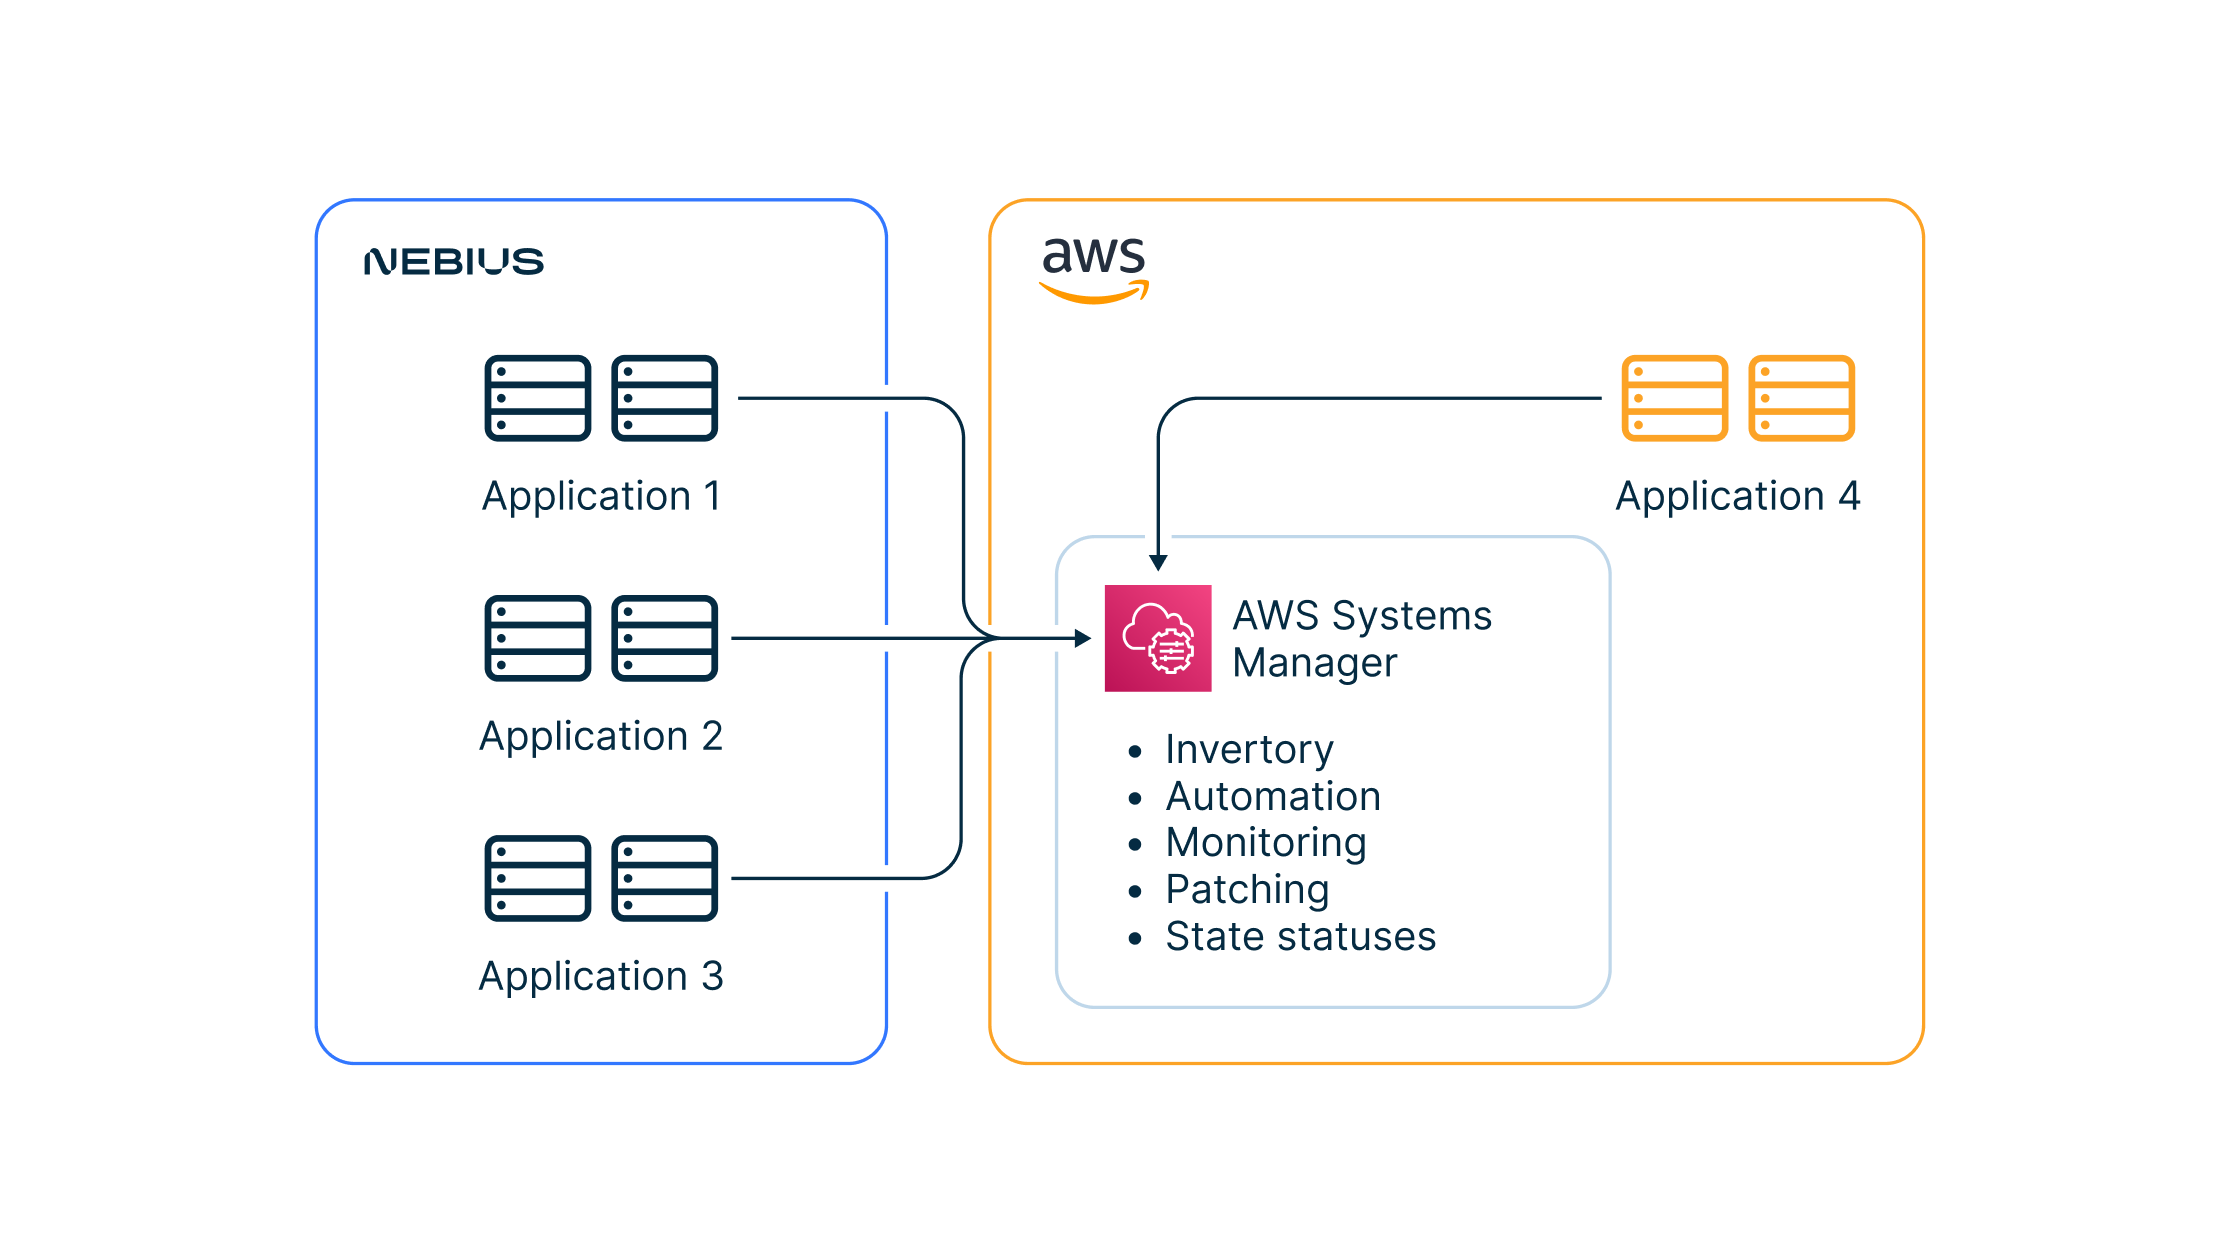 NEBIUS
Application 1
Application 2
Application 3
aws
Application 4
AWS Systems
Manager
• Invertory
• Automation
• Monitoring
• Patching
• State statuses